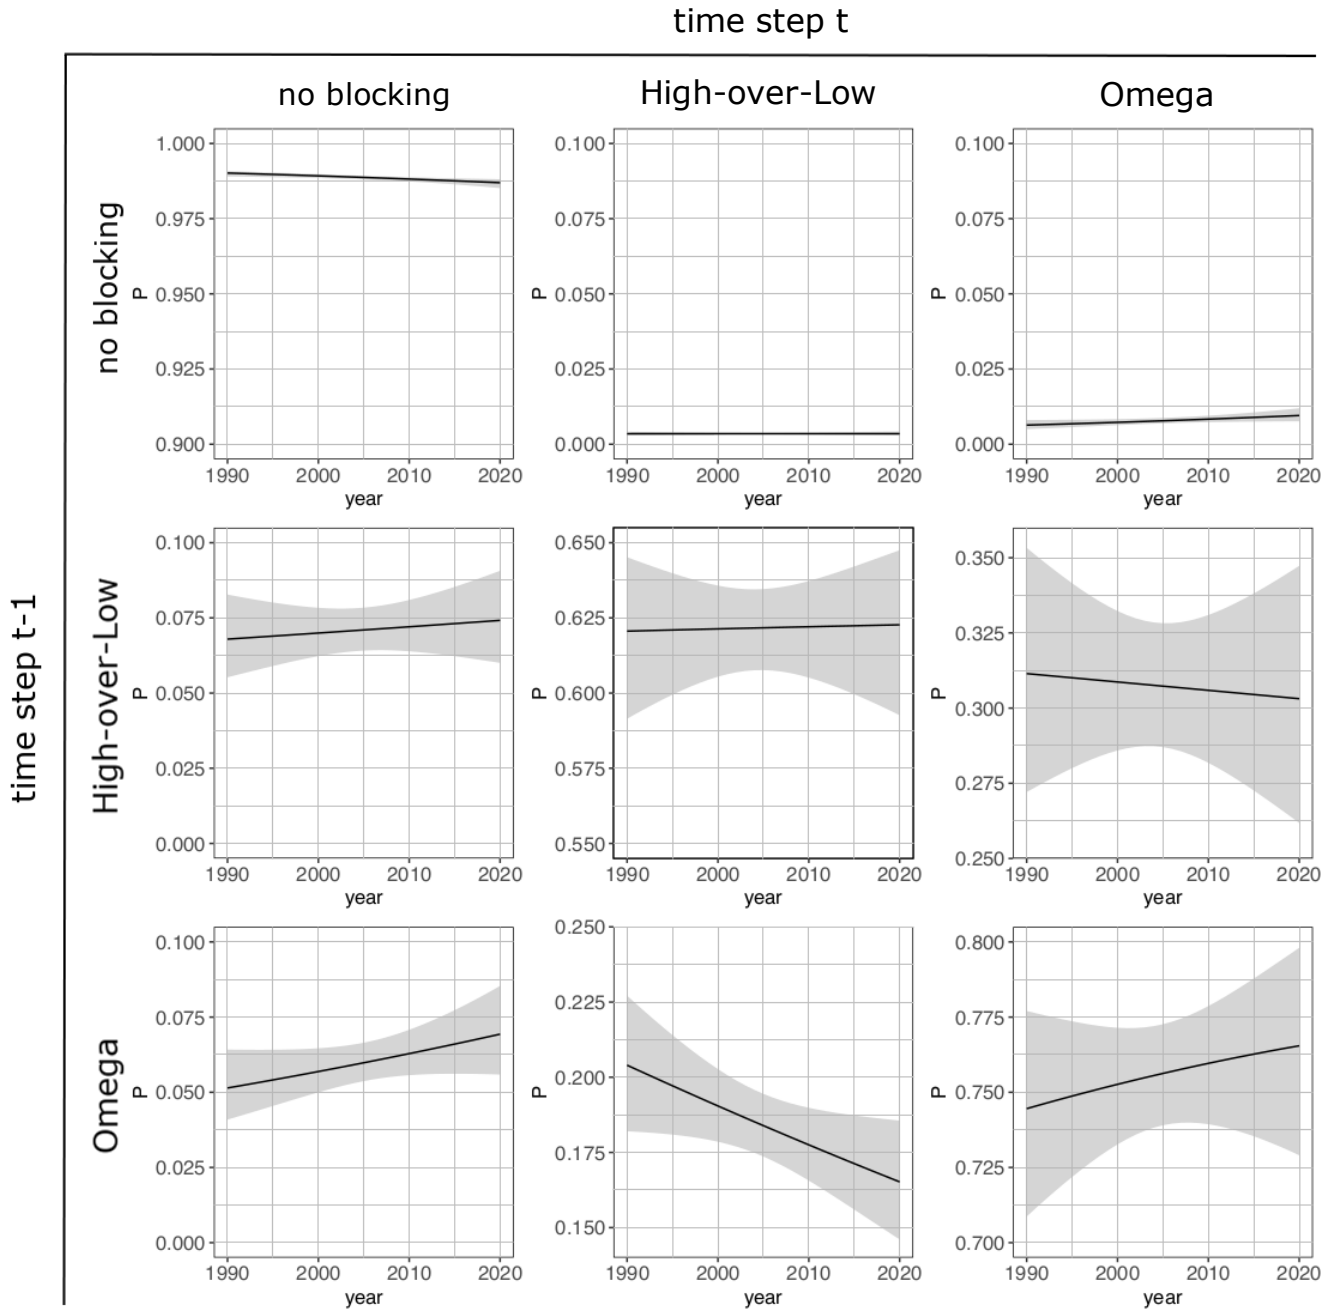 time step t
no blocking High-over-Low Omega
time step t-1
no blocking
P
1.000
0.975
0.950
0.925
0.900
1990 2000 2010 2020
year
P
0.100
0.075
0.050
0.025
0.000
1990 2000 2010 2020
year
P
0.100
0.075
0.050
0.025
0.000
1990 2000 2010 2020
year
High-over-Low
P
0.100
0.075
0.050
0.025
0.000
1990 2000 2010 2020
year
P
0.650
0.625
0.600
0.575
0.550
1990 2000 2010 2020
year
P
0.350
0.325
0.300
0.275
0.250
1990 2000 2010 2020
year
Omega
P
0.100
0.075
0.050
0.025
0.000
1990 2000 2010 2020
year
P
0.250
0.225
0.200
0.175
0.150
1990 2000 2010 2020
year
P
0.800
0.775
0.750
0.725
0.700
1990 2000 2010 2020
year